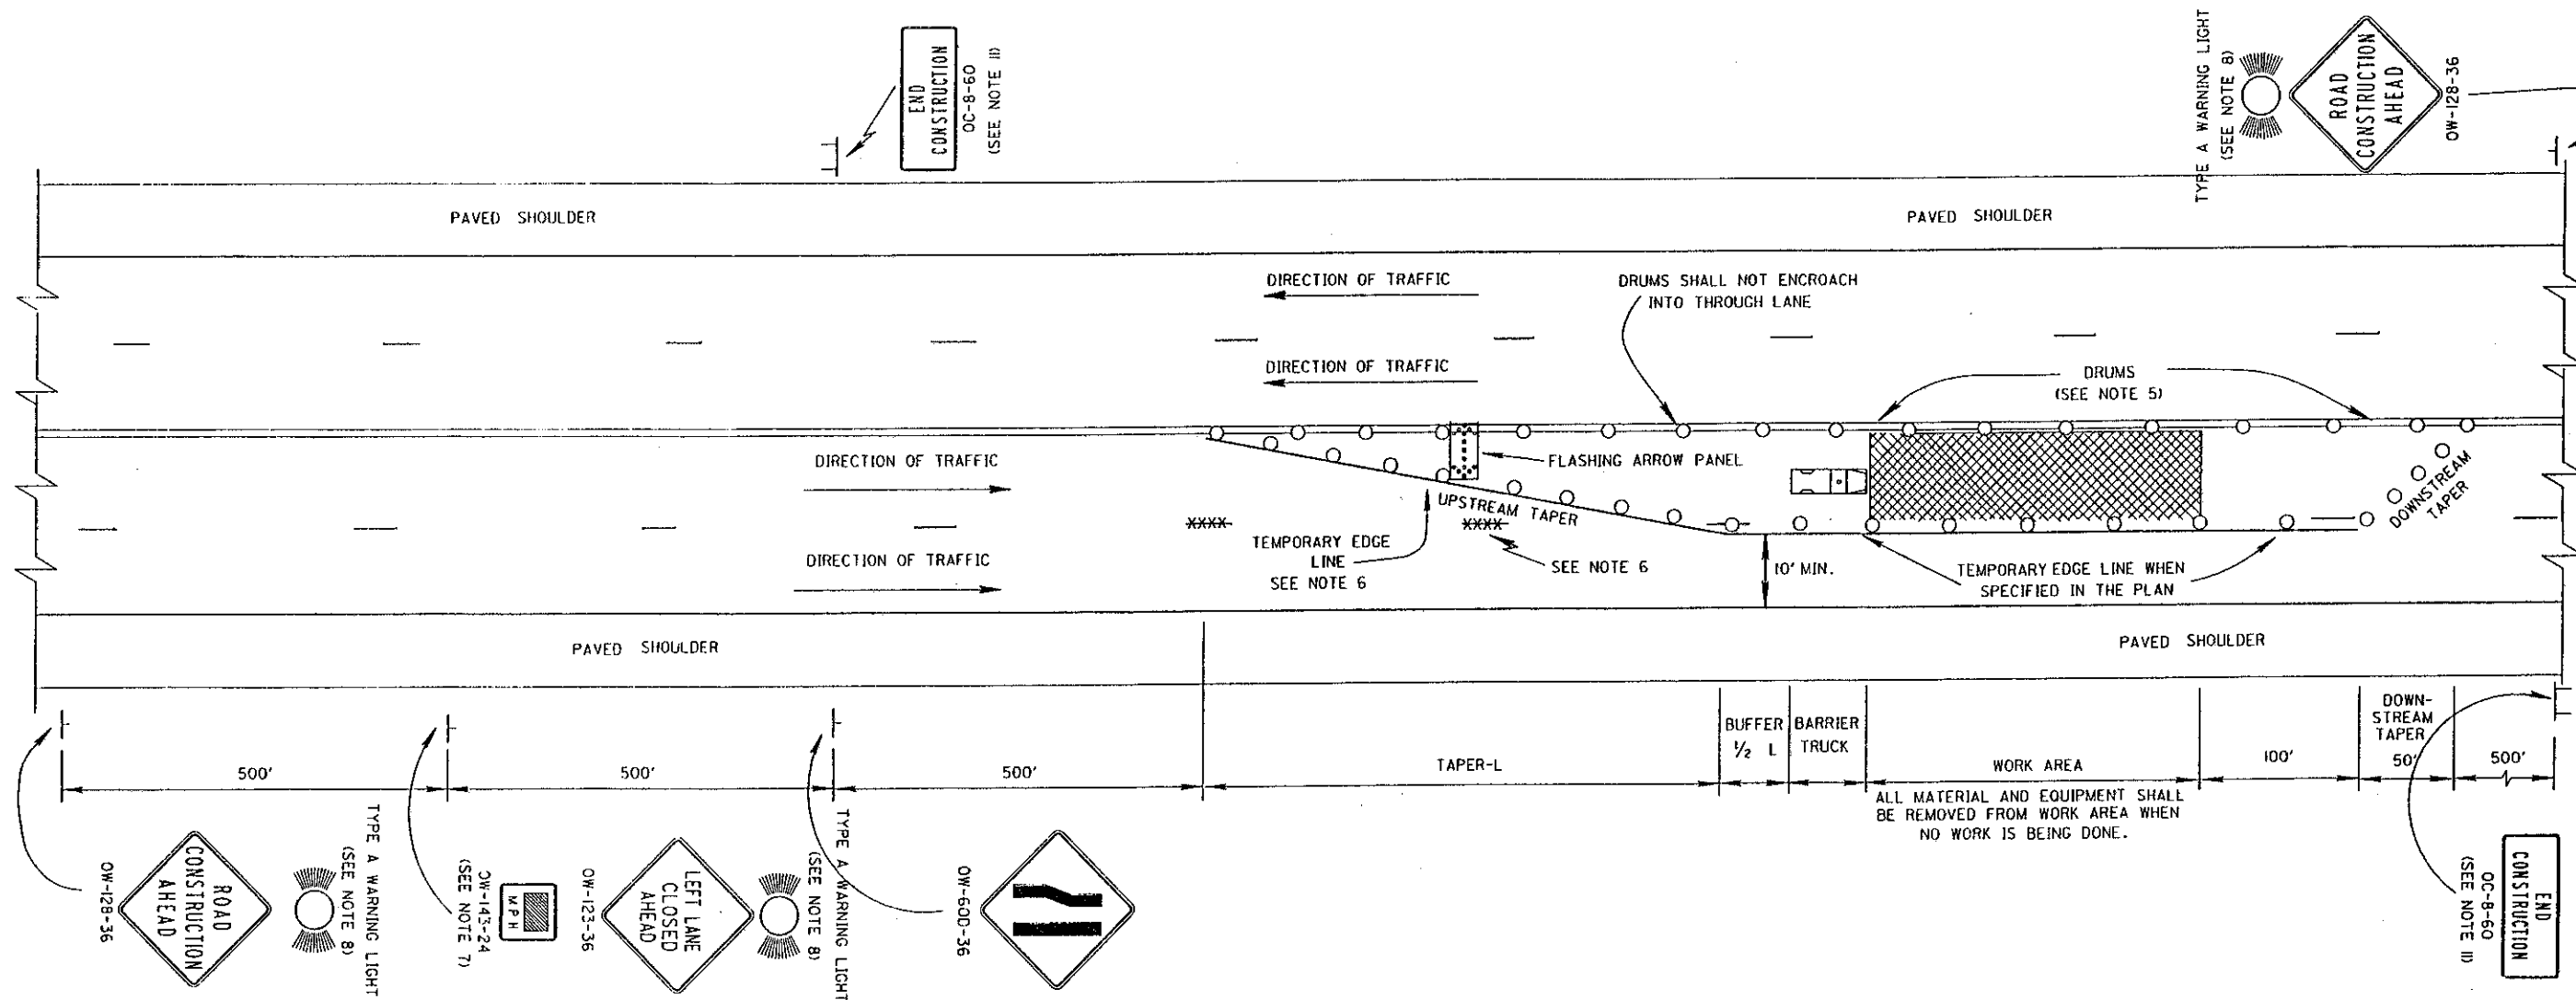 END
CONSTRUCTION
OC-8-60
(SEE NOTE 11)
TYPE A WARNING LIGHT
(SEE NOTE 8)
ROAD
CONSTRUCTION
AHEAD
OW-128-36
PAVED SHOULDER
PAVED SHOULDER
DIRECTION OF TRAFFIC
DRUMS SHALL NOT ENCROACH
INTO THROUGH LANE
DIRECTION OF TRAFFIC
DRUMS
(SEE NOTE 5)
DIRECTION OF TRAFFIC
FLASHING ARROW PANEL
UPSTREAM TAPER
DOWNSTREAM
TAPER
XXXX
XXXX
TEMPORARY EDGE
LINE
SEE NOTE 6
SEE NOTE 6
DIRECTION OF TRAFFIC
10' MIN.
TEMPORARY EDGE LINE WHEN
SPECIFIED IN THE PLAN
PAVED SHOULDER
PAVED SHOULDER
500'
500'
500'
TAPER-L
BUFFER
1/2 L
BARRIER
TRUCK
WORK AREA
100'
DOWN-
STREAM
TAPER
50'
500'
ALL MATERIAL AND EQUIPMENT SHALL
BE REMOVED FROM WORK AREA WHEN
NO WORK IS BEING DONE.
OW-128-36
ROAD
CONSTRUCTION
AHEAD
TYPE A WARNING LIGHT
(SEE NOTE 8)
OW-143-24
(SEE NOTE 7)
MPH
OW-123-36
LEFT LANE
CLOSED
AHEAD
TYPE A WARNING LIGHT
(SEE NOTE 8)
OW-60D-36
END
CONSTRUCTION
OC-8-60
(SEE NOTE 11)